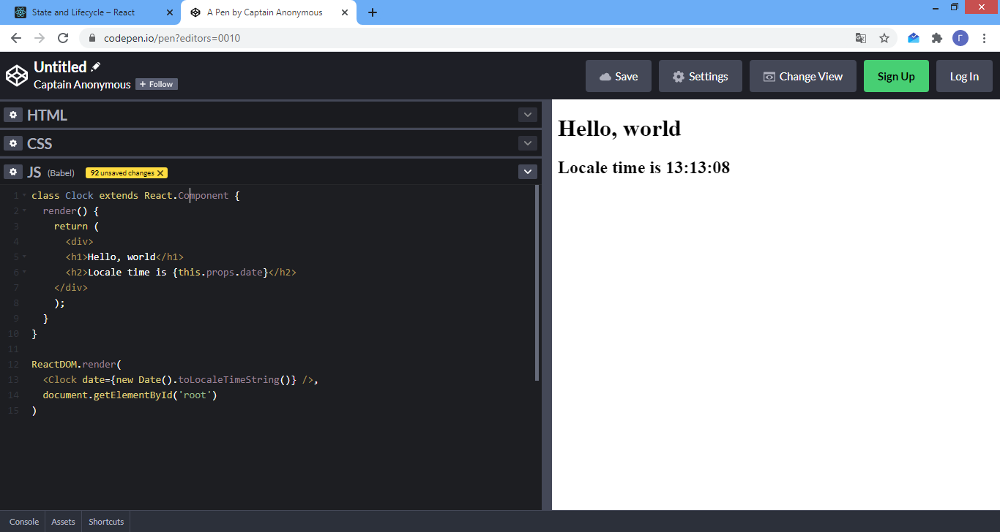 State and Lifecycle – React
A Pen by Captain Anonymous
codepen.io/pen?editors=0010
Г
Untitled
Captain Anonymous
+ Follow
Save
Settings
Change View
Sign Up
Log In
HTML
CSS
JS (Babel) 92 unsaved changes X
1 class Clock extends React.Component {
2 render() {
3 return (
4 <div>
5 <h1>Hello, world</h1>
6 <h2>Locale time is {this.props.date}</h2>
7 </div>
8 );
9 }
10 }
11
12 ReactDOM.render(
13 <Clock date={new Date().toLocaleTimeString()} />,
14 document.getElementById('root')
15 )
Hello, world
Locale time is 13:13:08
Console
Assets
Shortcuts